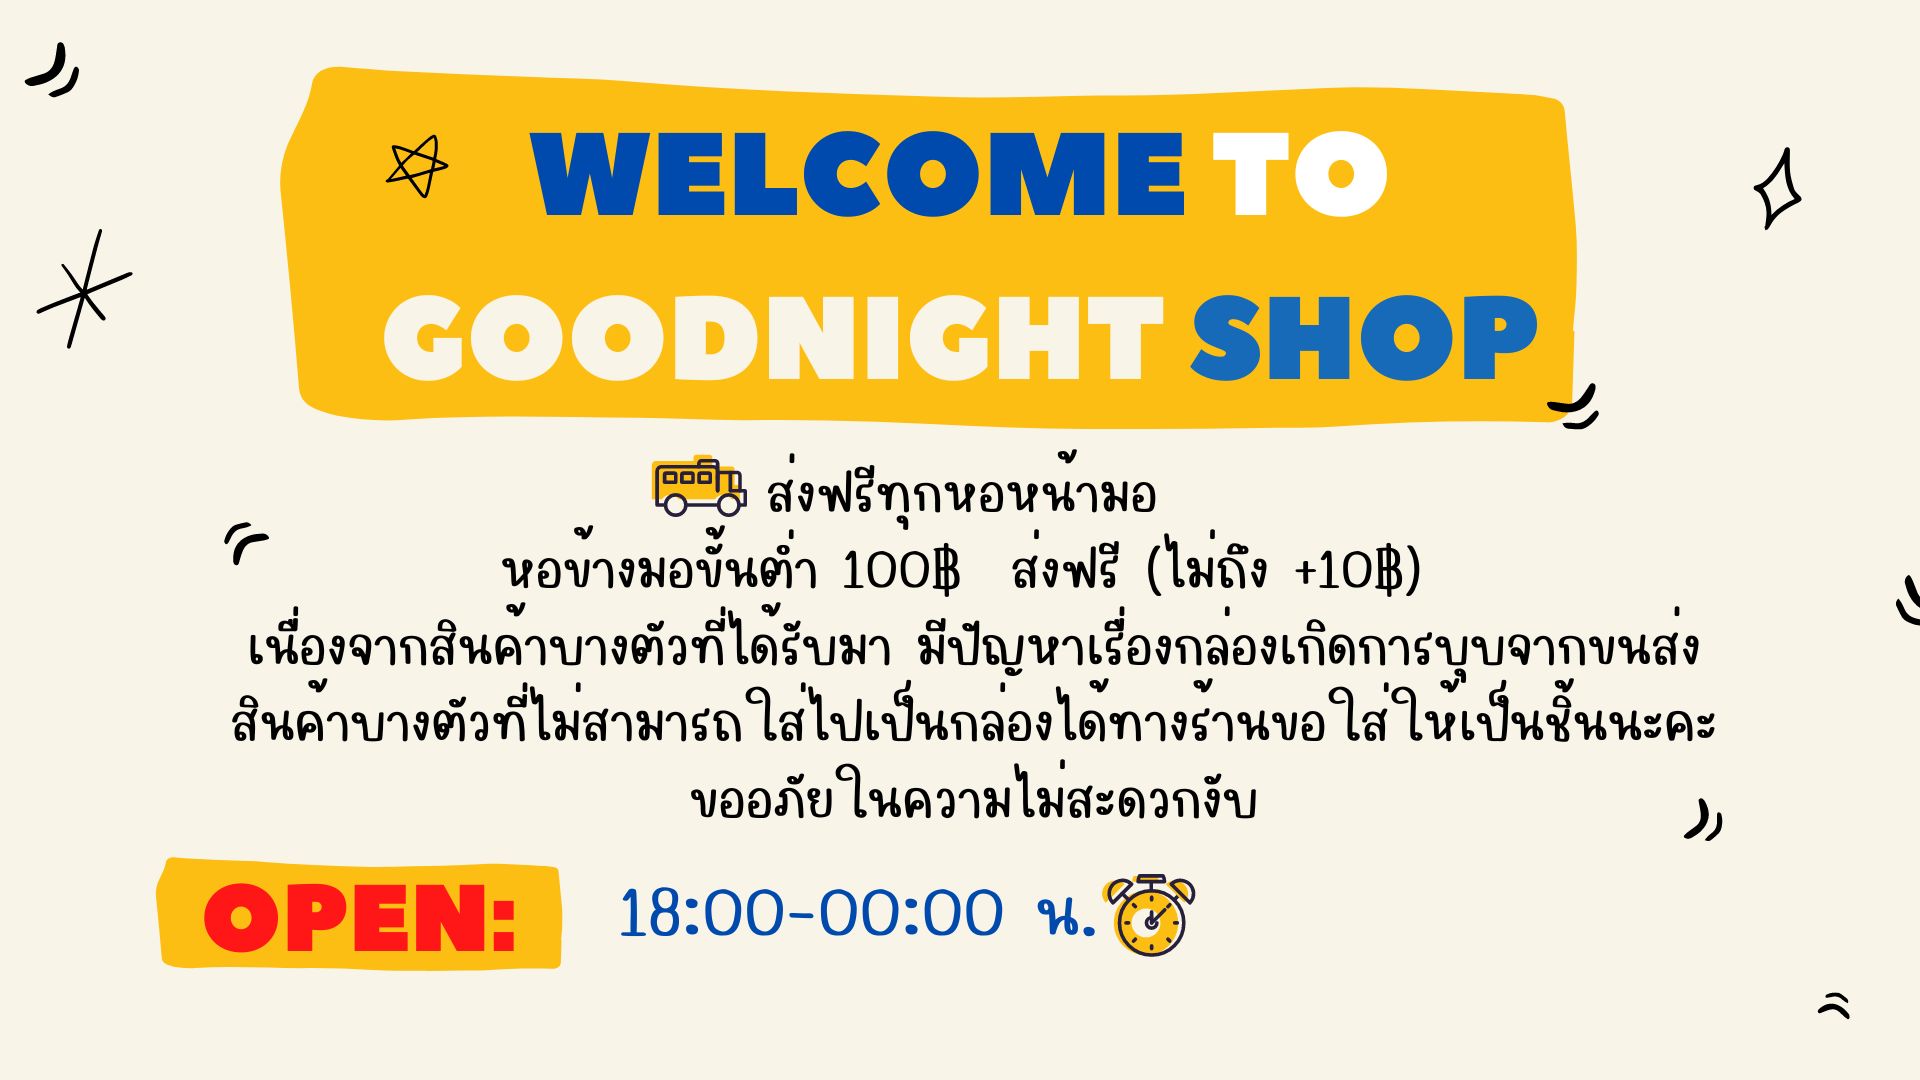 WELCOME TO
GOODNIGHT SHOP
ส่งฟรีทุกหอหน้ามอ
หอข้างมอขั้นต่ำ 100฿ ส่งฟรี (ไม่ถึง +10฿)
เนื่องจากสินค้าบางตัวที่ได้รับมา มีปัญหาเรื่องกล่องเกิดการบุบจากขนส่ง
สินค้าบางตัวที่ไม่สามารถใส่ไปเป็นกล่องได้ทางร้านขอใส่ให้เป็นชิ้นนะคะ
ขออภัยในความไม่สะดวกงับ
OPEN: 18:00-00:00 น.